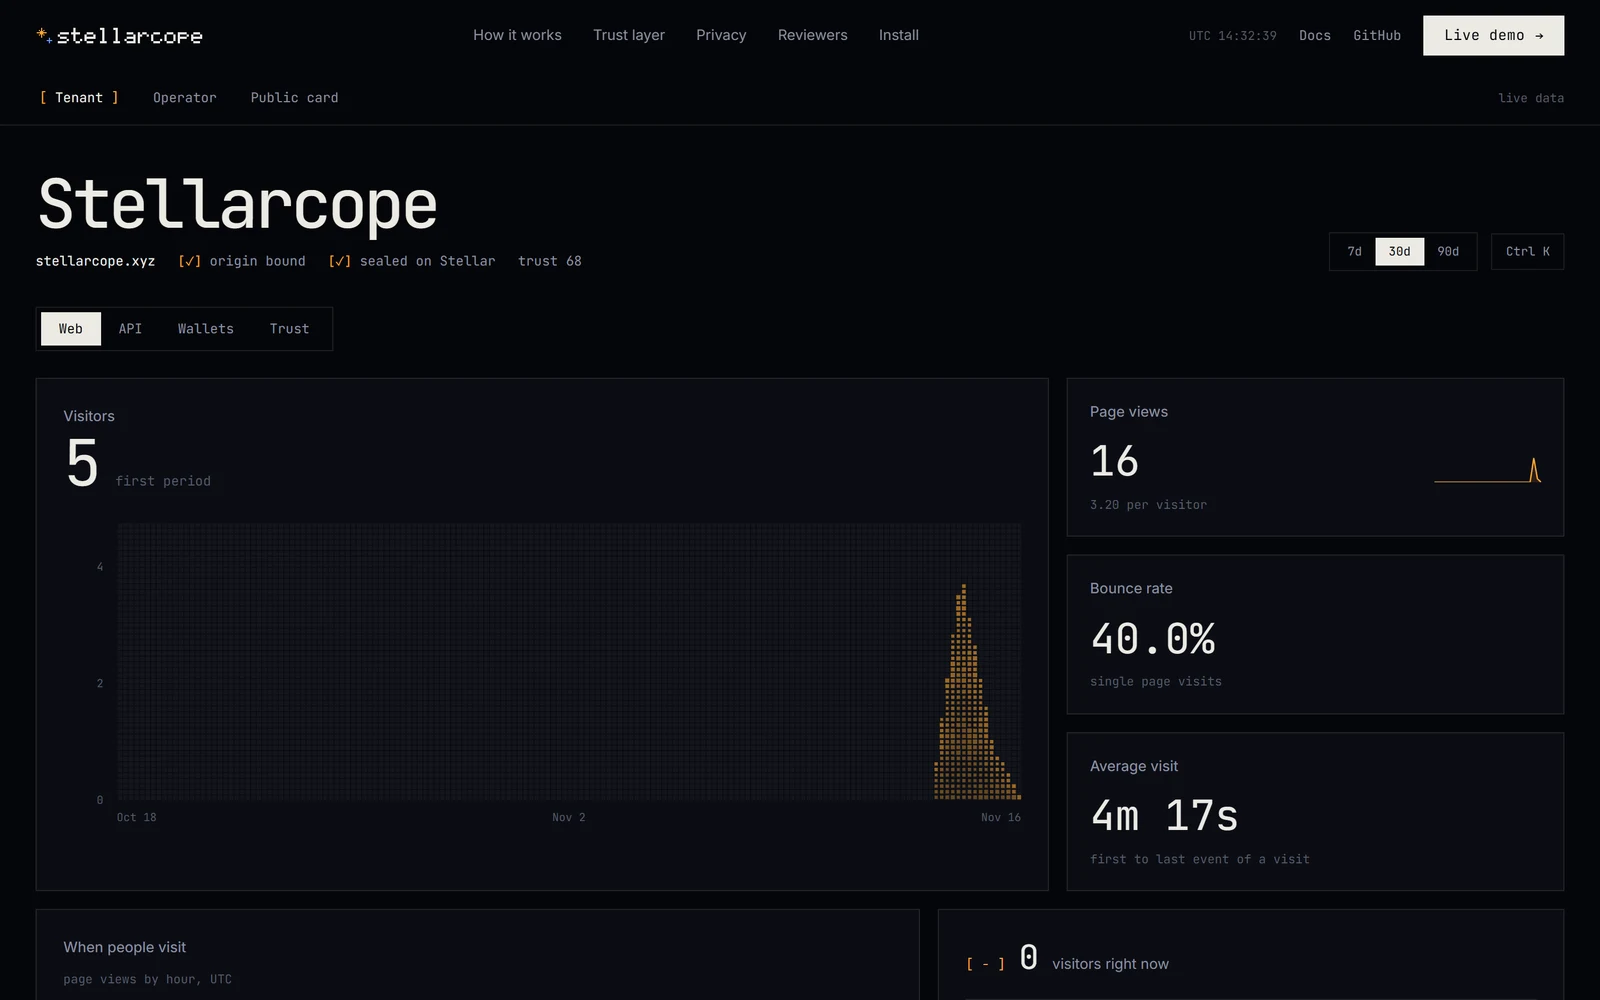 stellarcope
How it works
Trust layer
Privacy
Reviewers
Install
UTC 14:32:39
Docs
GitHub
Live demo →
[ Tenant ]
Operator
Public card
live data
Stellarcope
stellarcope.xyz [✓] origin bound [✓] sealed on Stellar trust 68
7d
30d
90d
Ctrl K
Web
API
Wallets
Trust
Visitors
5 first period
4
2
0
Oct 18
Nov 2
Nov 16
Page views
16
3.20 per visitor
Bounce rate
40.0%
single page visits
Average visit
4m 17s
first to last event of a visit
When people visit
page views by hour, UTC
[ - ] 0 visitors right now